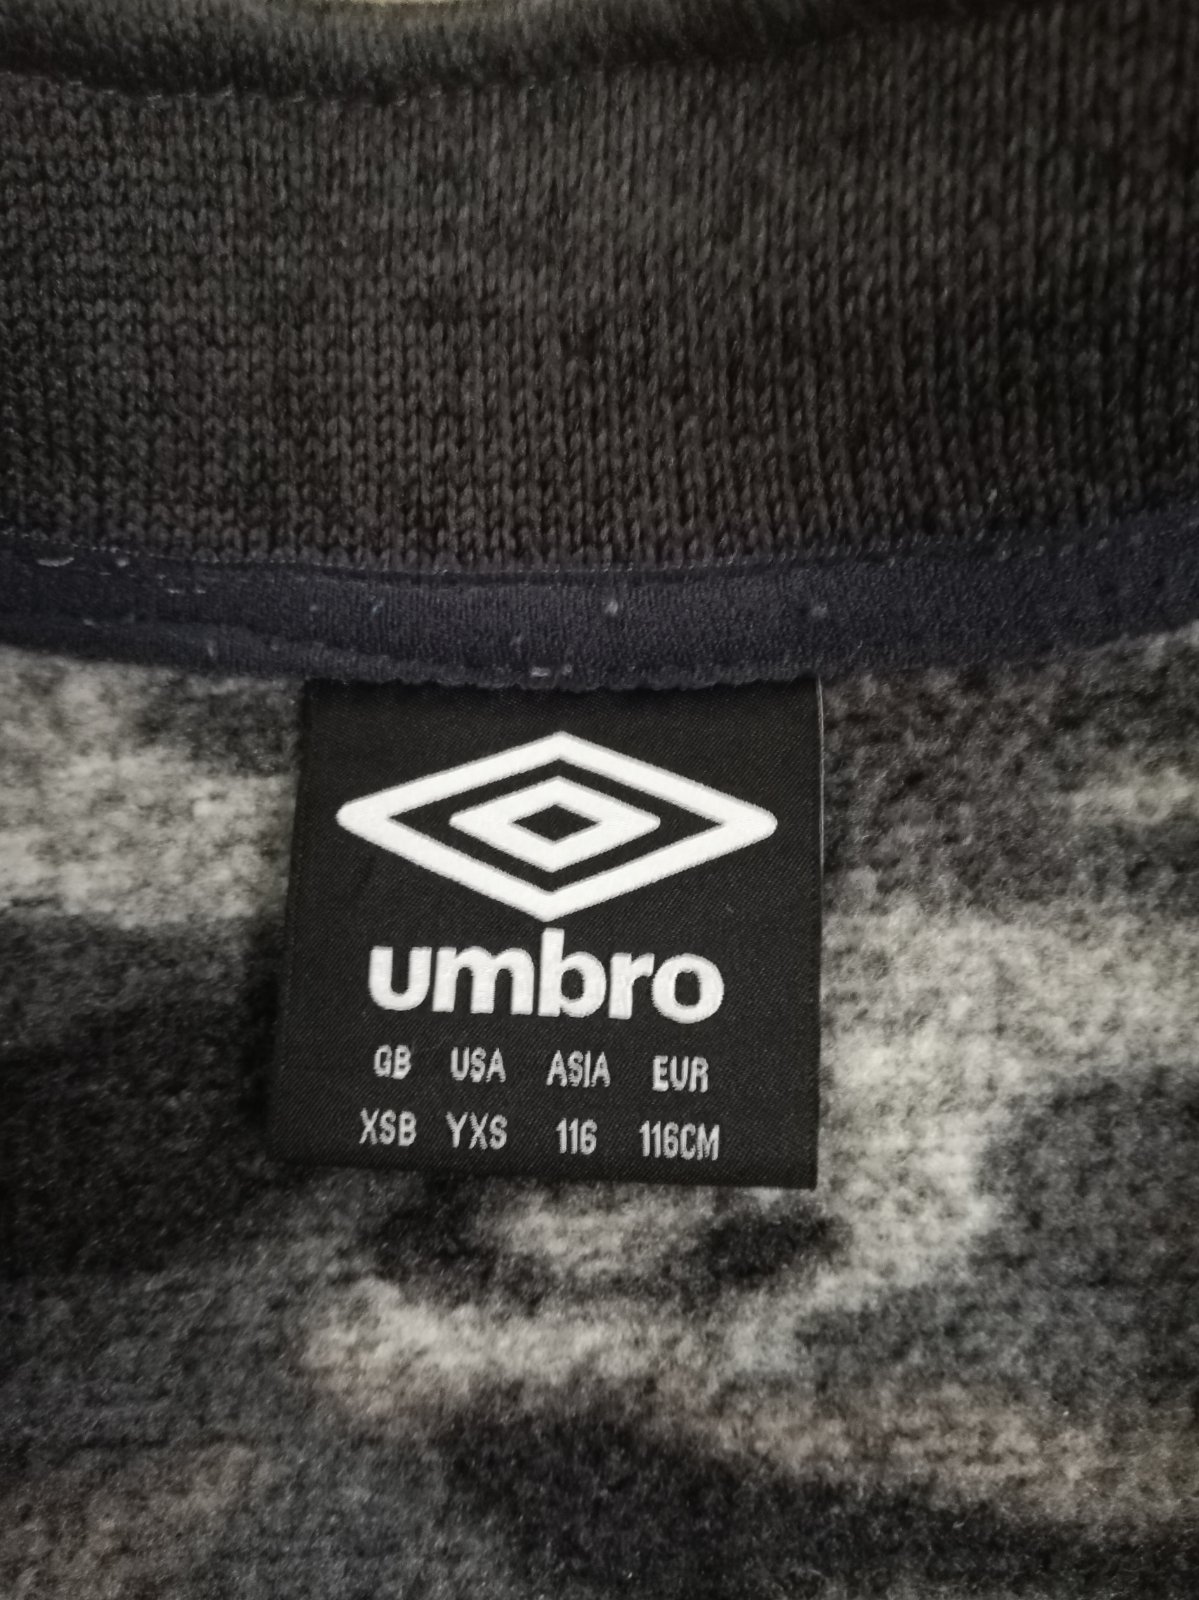 umbro
GB USA ASIA EUR
XSB YXS 116 116CM